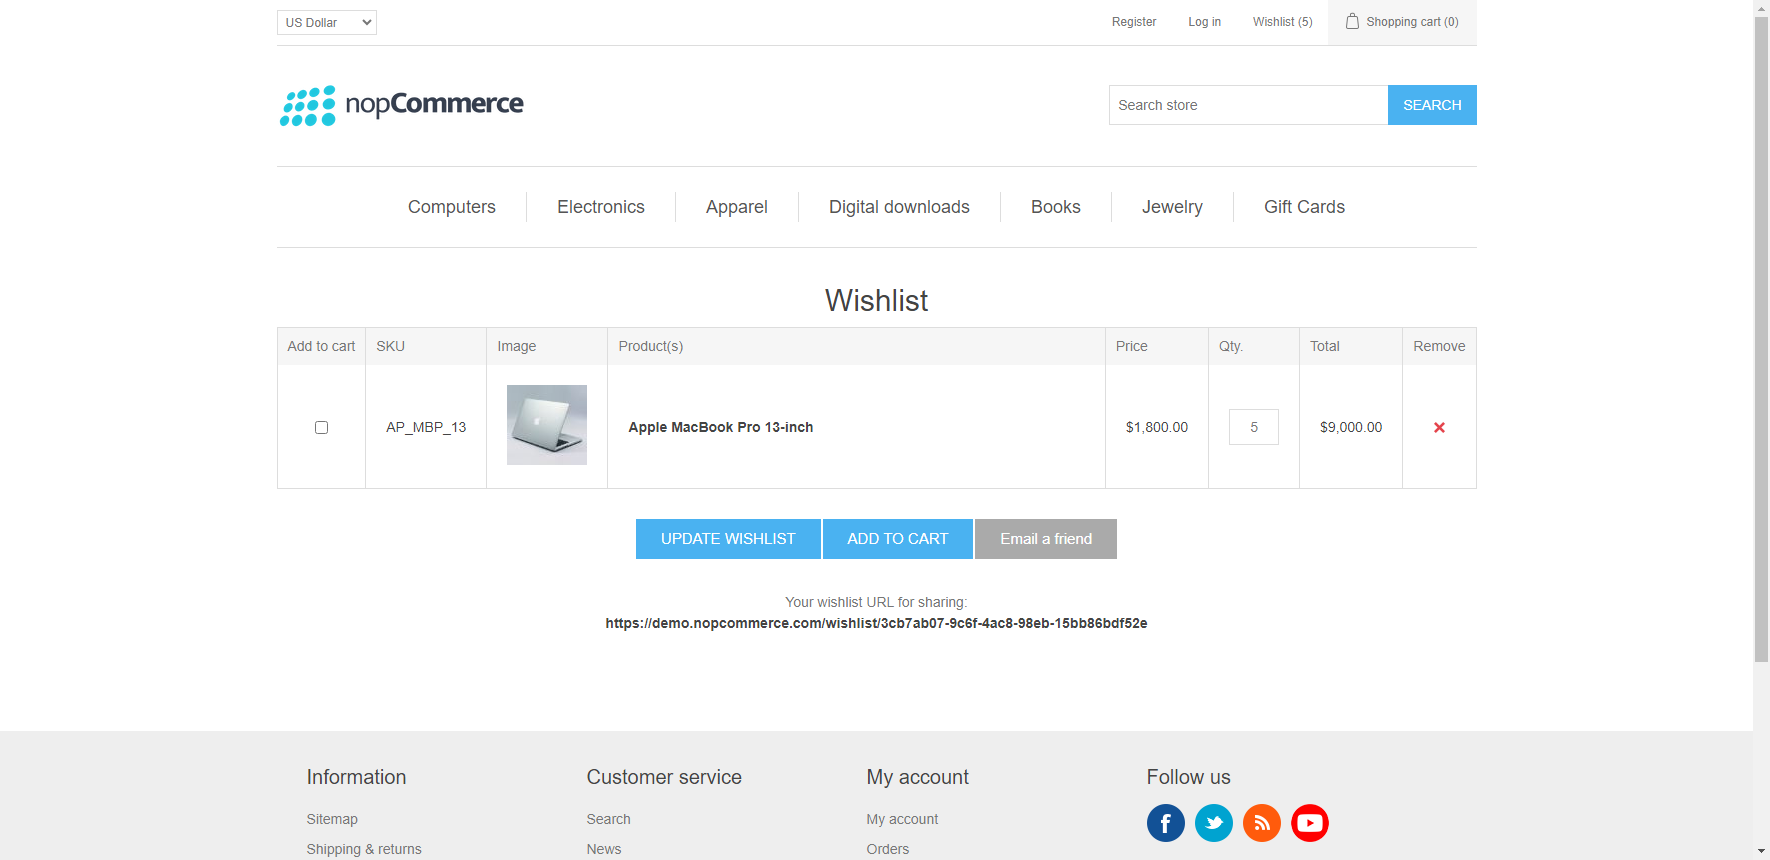 US Dollar
Register Log in Wishlist (5) Shopping cart (0)
nopCommerce
Search store SEARCH
Computers Electronics Apparel Digital downloads Books Jewelry Gift Cards
Wishlist
Add to cart SKU Image Product(s) Price Qty. Total Remove
AP_MBP_13 Apple MacBook Pro 13-inch $1,800.00 5 $9,000.00
UPDATE WISHLIST ADD TO CART Email a friend
Your wishlist URL for sharing:
https://demo.nopcommerce.com/wishlist/3cb7ab07-9c6f-4ac8-98eb-15bb86bdf52e
Information Customer service My account Follow us
Sitemap Search My account
Shipping & returns News Orders